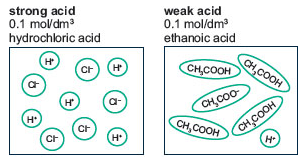 strong acid
0.1 mol/dm³
hydrochloric acid
H⁺
Cl⁻
H⁺
Cl⁻
H⁺
Cl⁻
H⁺
Cl⁻
Cl⁻
H⁺
weak acid
0.1 mol/dm³
ethanoic acid
CH₃COOH
CH₃COOH
CH₃COO⁻
CH₃COOH
CH₃COOH
H⁺